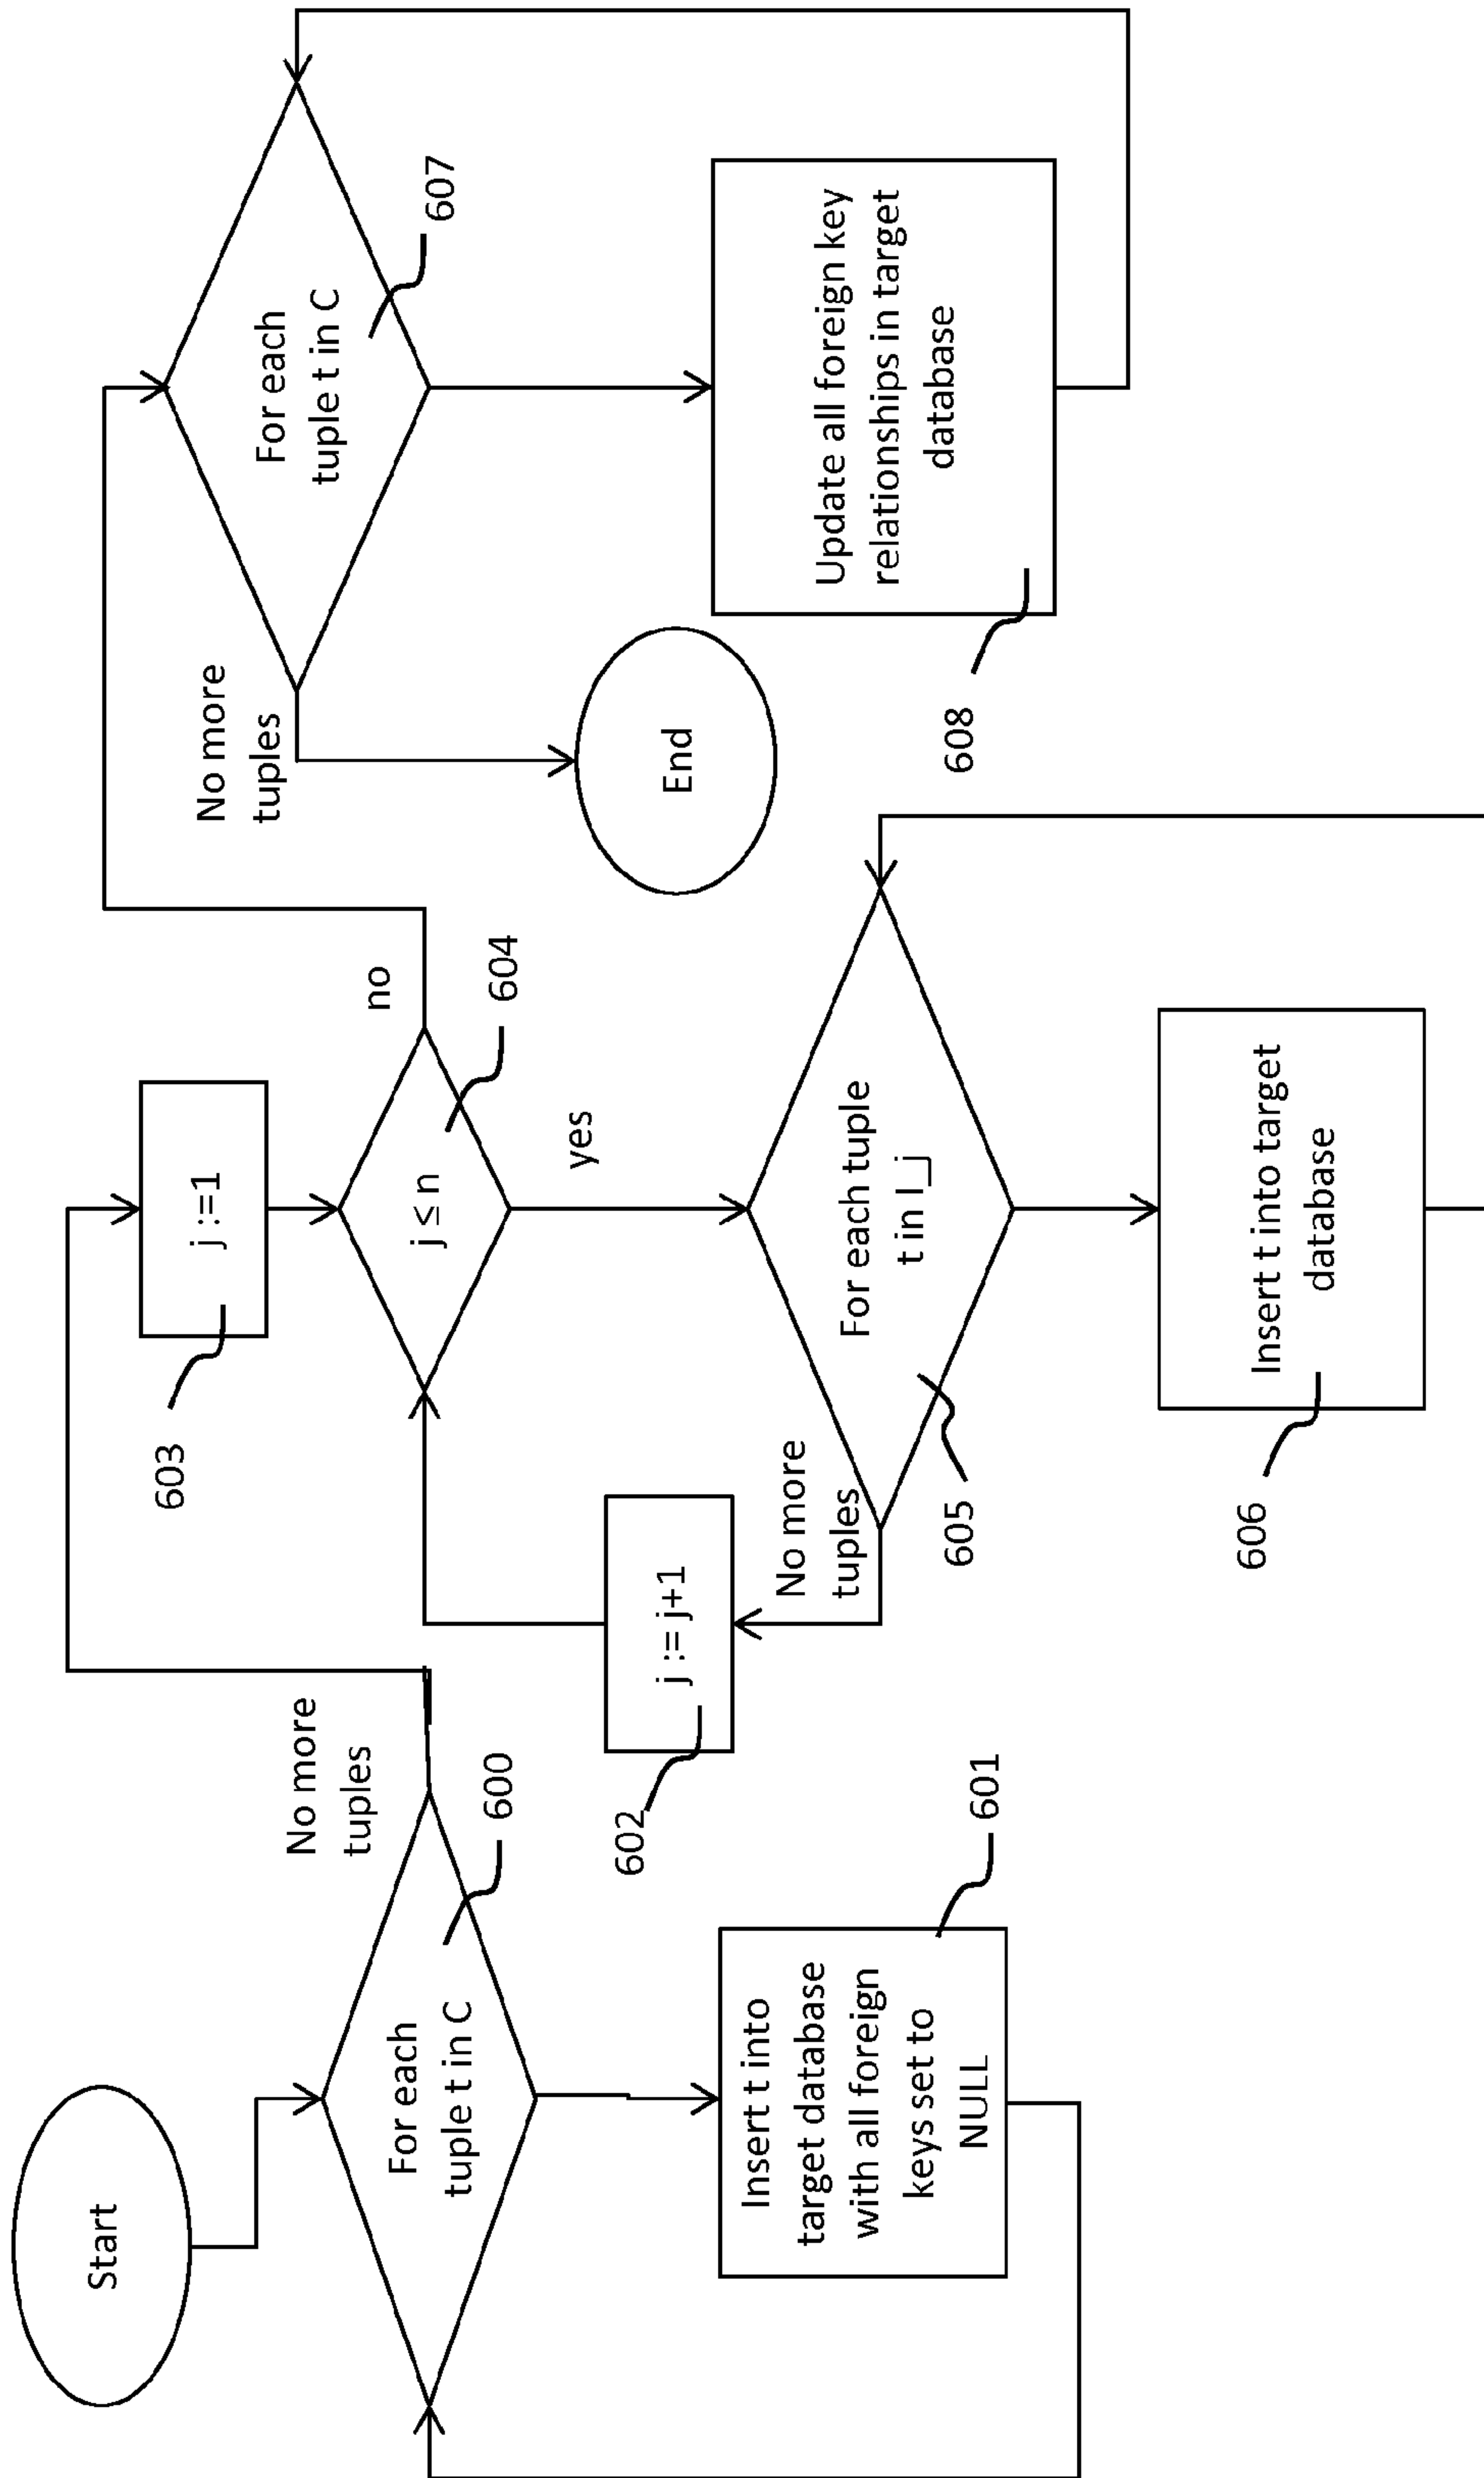 Start
For each
tuple t in C
600
No more
tuples
Insert t into
target database
with all foreign
keys set to
NULL
601
j := j+1
602
j :=1
603
j ≤ n
604
no
yes
For each tuple
t in I_j
605
No more
tuples
Insert t into target
database
606
For each
tuple t in C
607
No more
tuples
End
Update all foreign key
relationships in target
database
608